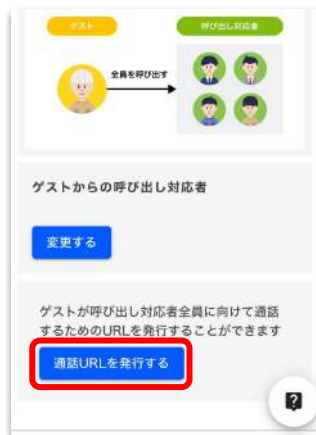 ゲスト
呼び出し対応者
全員を呼び出す
ゲストからの呼び出し対応者
変更する
ゲストが呼び出し対応者全員に向けて通話
するためのURLを発行することができます
通話URLを発行する
?